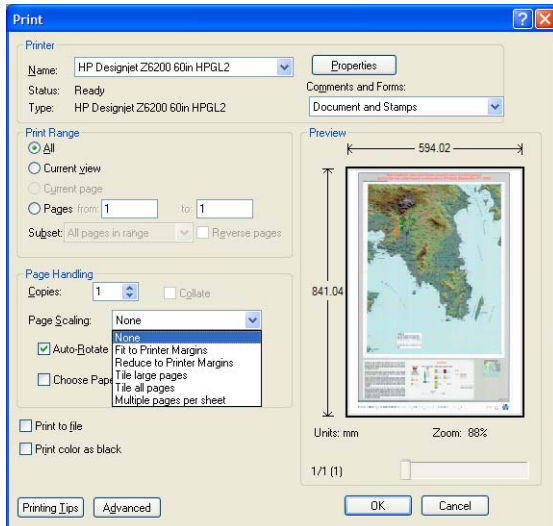 Print
Printer
Name: HP Designjet Z6200 60in HPGL2
Properties
Status: Ready
Comments and Forms:
Type: HP Designjet Z6200 60in HPGL2
Document and Stamps
Print Range
All
Current view
Current page
Pages from: 1 to: 1
Subset: All pages in range
Reverse pages
Preview
594.02
841.04
Units: mm Zoom: 88%
1/1 (1)
Page Handling
Copies: 1
Collate
Page Scaling: None
None
Fit to Printer Margins
Reduce to Printer Margins
Tile large pages
Tile all pages
Multiple pages per sheet
Auto-Rotate
Choose Pape
Print to file
Print color as black
Printing Tips
Advanced
OK
Cancel